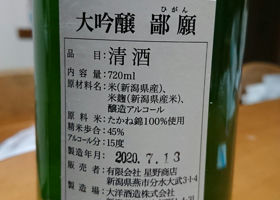 ひがん
大吟醸 鄙願
品目:清酒
内容量:720ml
原材料名:米(新潟県産)、
米麹(新潟県産米)、
醸造アルコール
原料米:たかね錦100%使用
精米歩合:45%
アルコール分:15度
製造年月 2020.7.13
販売者:有限会社 星野商店
新潟県燕市分水大武3-1-4
製造者:大洋酒造株式会社